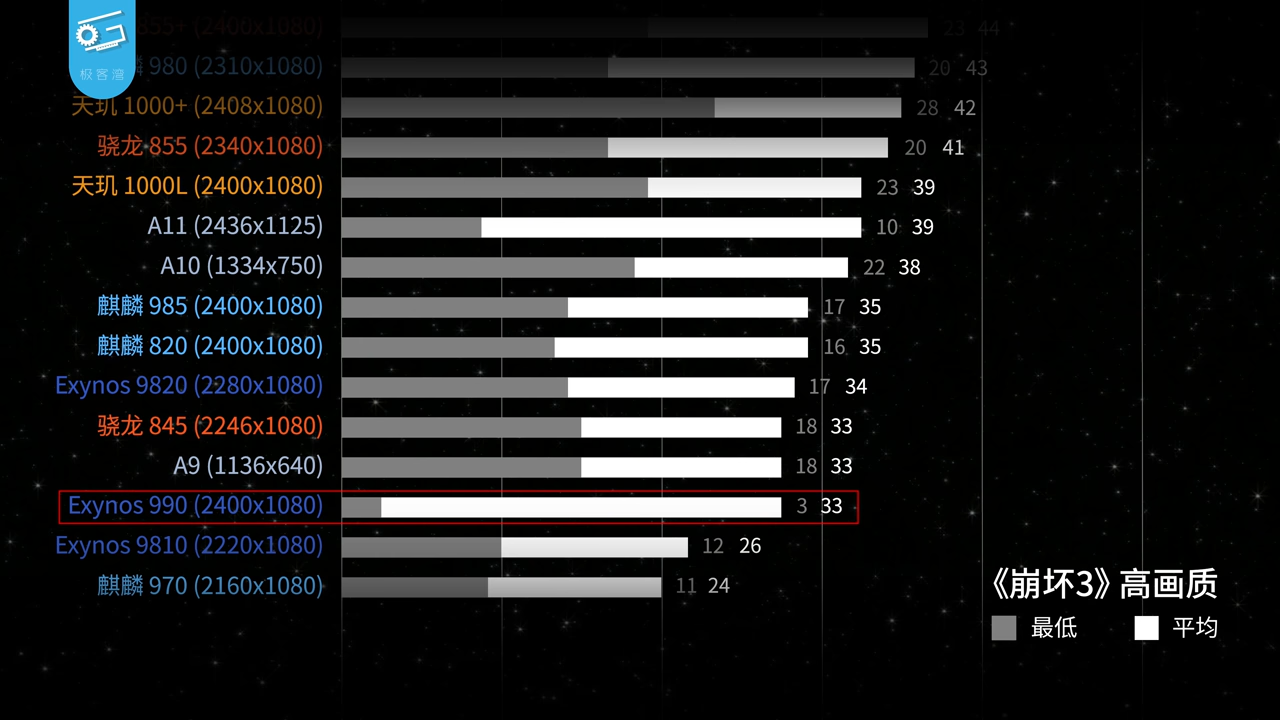 855+ (2400x1080) 23 44
极客湾
980 (2310x1080) 20 43
天玑 1000+ (2408x1080) 28 42
骁龙 855 (2340x1080) 20 41
天玑 1000L (2400x1080) 23 39
A11 (2436x1125) 10 39
A10 (1334x750) 22 38
麒麟 985 (2400x1080) 17 35
麒麟 820 (2400x1080) 16 35
Exynos 9820 (2280x1080) 17 34
骁龙 845 (2246x1080) 18 33
A9 (1136x640) 18 33
Exynos 990 (2400x1080) 3 33
Exynos 9810 (2220x1080) 12 26
麒麟 970 (2160x1080) 11 24
《崩坏3》高画质
最低 平均